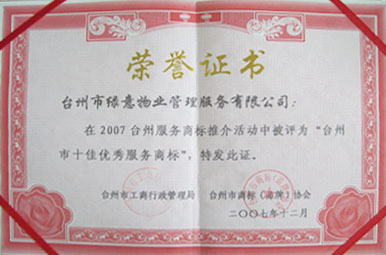 荣誉证书
台州市绿意物业管理服务有限公司：
在2007台州服务商标推介活动中被评为“台州
市十佳优秀服务商标”，特发此证。
台州市工商行政管理局 台州市商标（品牌）协会
二〇〇七年十二月